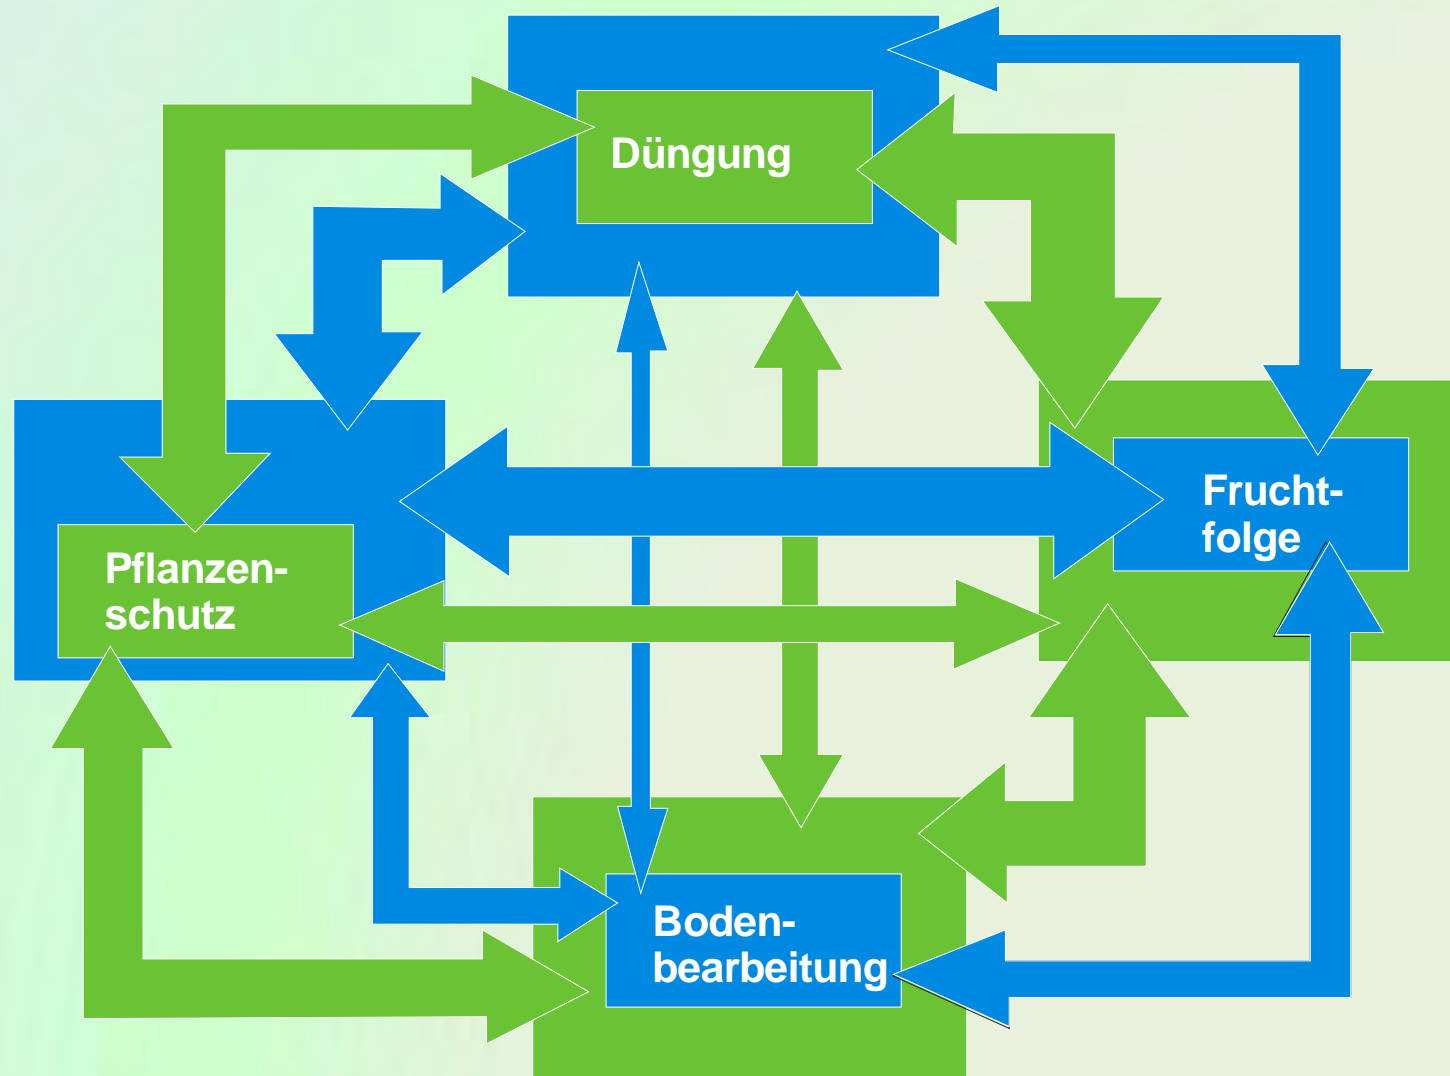 Düngung
Frucht-
folge
Pflanzen-
schutz
Boden-
bearbeitung